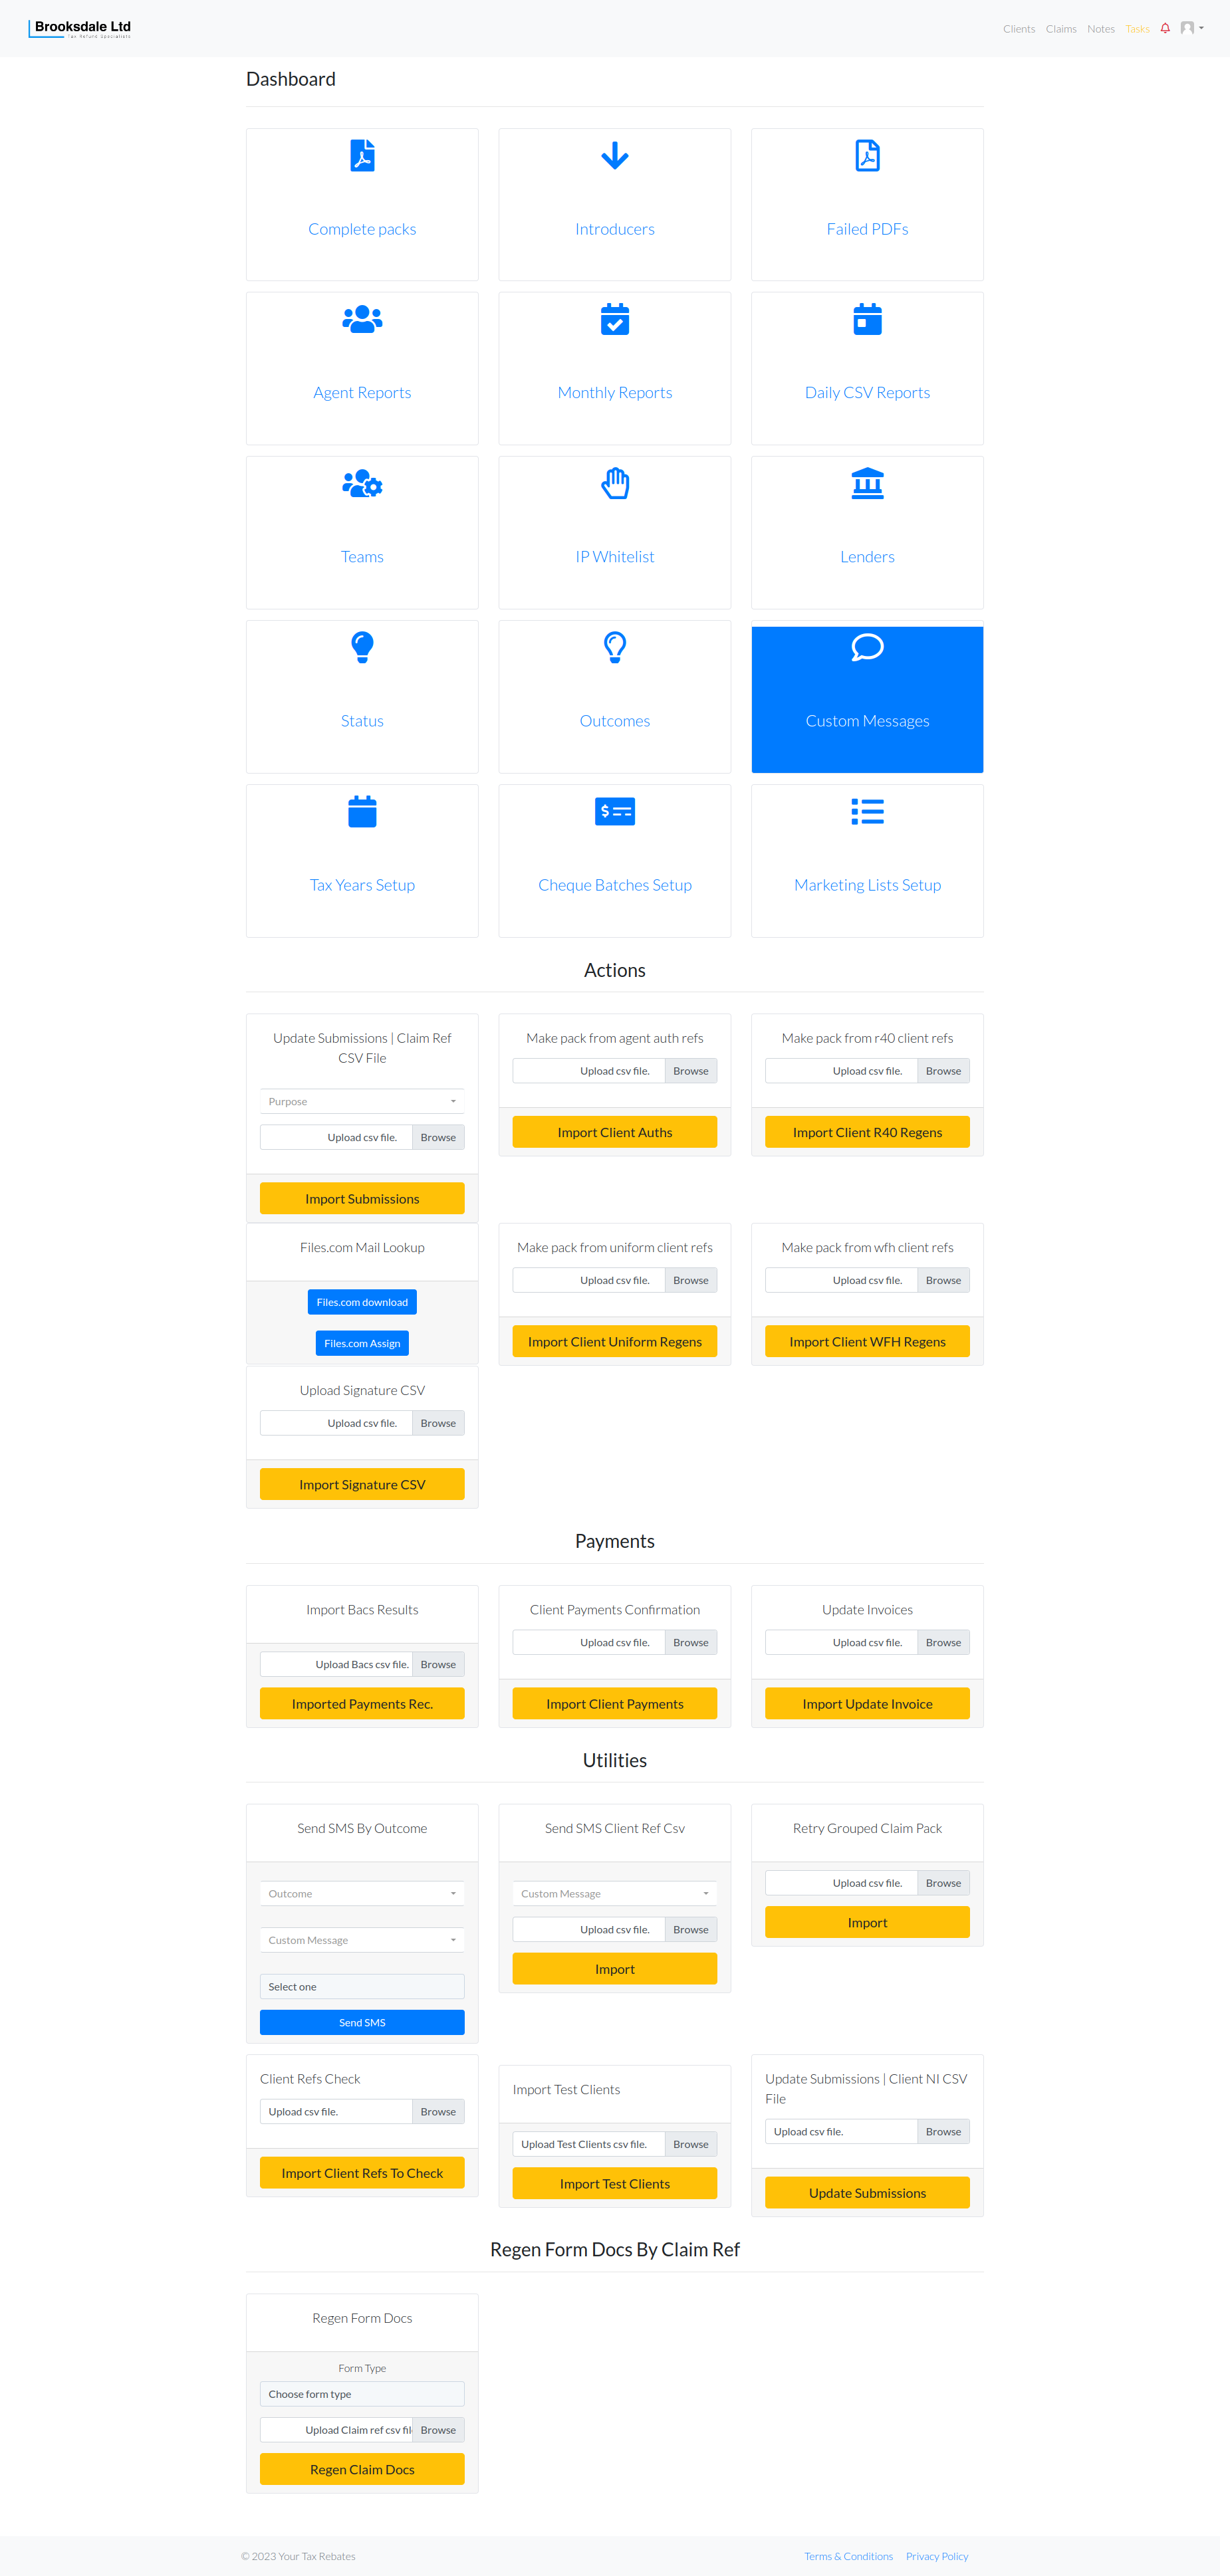 Brooksdale Ltd
Tax Refund Specialists
Clients Claims Notes Tasks
Dashboard
Complete packs
Introducers
Failed PDFs
Agent Reports
Monthly Reports
Daily CSV Reports
Teams
IP Whitelist
Lenders
Status
Outcomes
Custom Messages
Tax Years Setup
Cheque Batches Setup
Marketing Lists Setup
Actions
Update Submissions | Claim Ref
CSV File
Purpose
Upload csv file. Browse
Import Submissions
Make pack from agent auth refs
Upload csv file. Browse
Import Client Auths
Make pack from r40 client refs
Upload csv file. Browse
Import Client R40 Regens
Files.com Mail Lookup
Files.com download
Files.com Assign
Make pack from uniform client refs
Upload csv file. Browse
Import Client Uniform Regens
Make pack from wfh client refs
Upload csv file. Browse
Import Client WFH Regens
Upload Signature CSV
Upload csv file. Browse
Import Signature CSV
Payments
Import Bacs Results
Upload Bacs csv file. Browse
Imported Payments Rec.
Client Payments Confirmation
Upload csv file. Browse
Import Client Payments
Update Invoices
Upload csv file. Browse
Import Update Invoice
Utilities
Send SMS By Outcome
Outcome
Custom Message
Select one
Send SMS
Send SMS Client Ref Csv
Custom Message
Upload csv file. Browse
Import
Retry Grouped Claim Pack
Upload csv file. Browse
Import
Client Refs Check
Upload csv file. Browse
Import Client Refs To Check
Import Test Clients
Upload Test Clients csv file. Browse
Import Test Clients
Update Submissions | Client NI CSV
File
Upload csv file. Browse
Update Submissions
Regen Form Docs By Claim Ref
Regen Form Docs
Form Type
Choose form type
Upload Claim ref csv fil Browse
Regen Claim Docs
© 2023 Your Tax Rebates
Terms & Conditions Privacy Policy